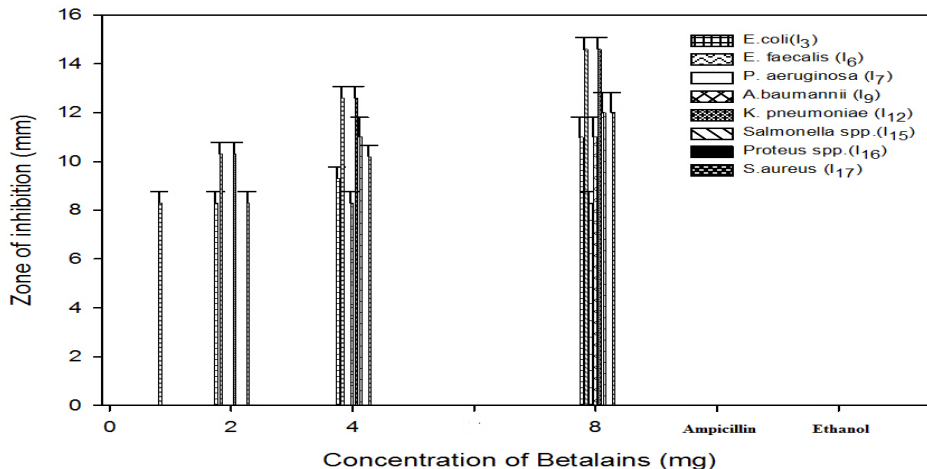 16
14
12
10
8
6
4
2
0
Zone of inhibition (mm)
E.coli(I3)
E. faecalis (I6)
P. aeruginosa (I7)
A.baumannii (I9)
K. pneumoniae (I12)
Salmonella spp.(I15)
Proteus spp.(I16)
S.aureus (I17)
0 2 4 8 Ampicillin Ethanol
Concentration of Betalains (mg)